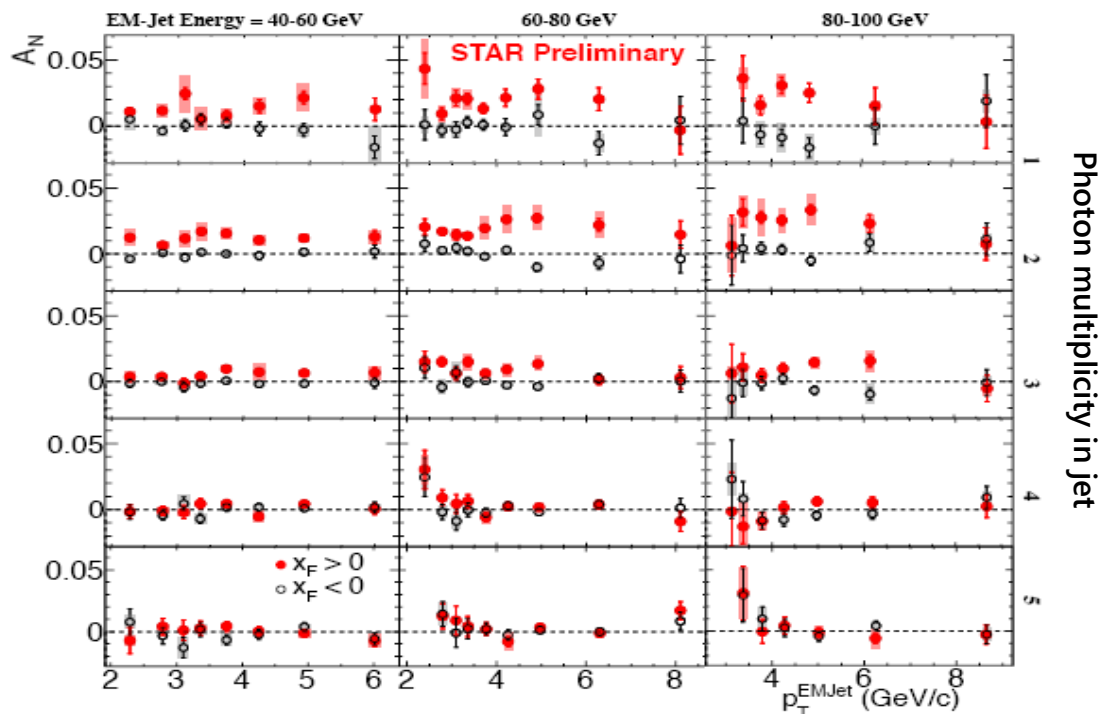 EM-Jet Energy = 40-60 GeV 60-80 GeV 80-100 GeV
A_N
STAR Preliminary
0.05
0
1
0.05
0
2
0.05
0
3
0.05
0
4
x_F > 0
x_F < 0
0.05
0
5
2 3 4 5 6 2 4 6 8 4 6 8
p_T^EMJet (GeV/c)
Photon multiplicity in jet